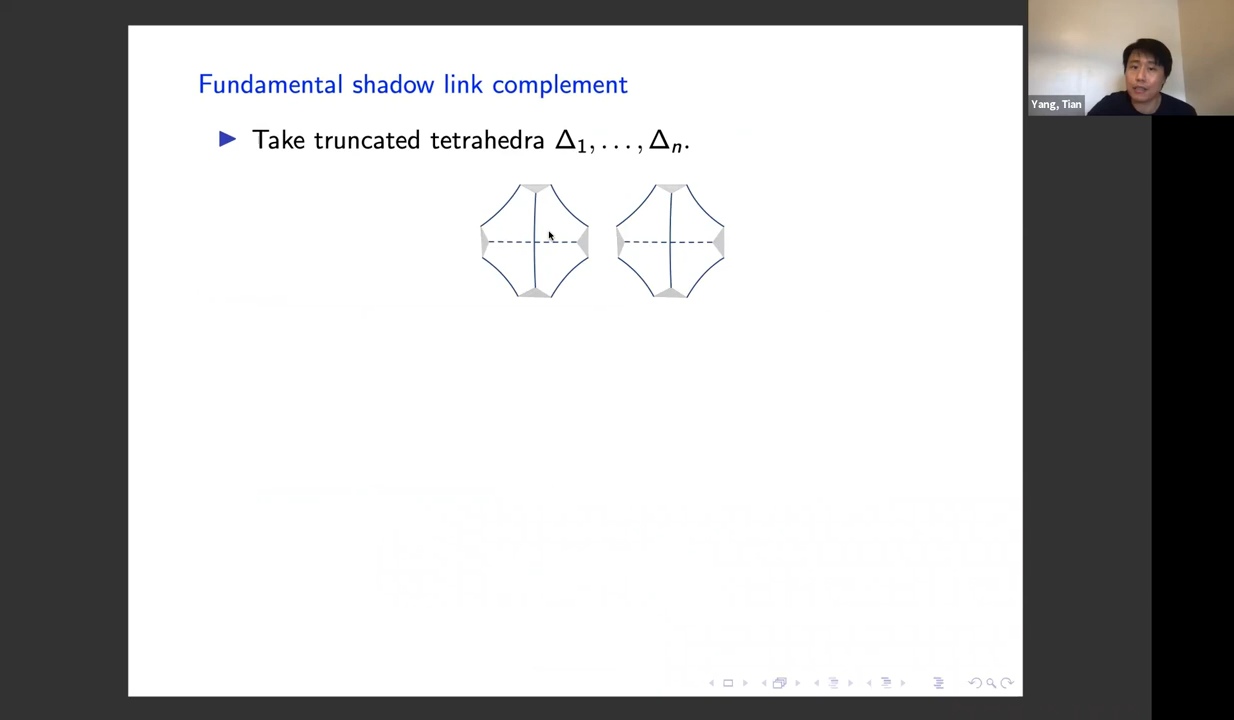 Fundamental shadow link complement
Take truncated tetrahedra Δ₁, . . . , Δₙ.
Yang, Tian